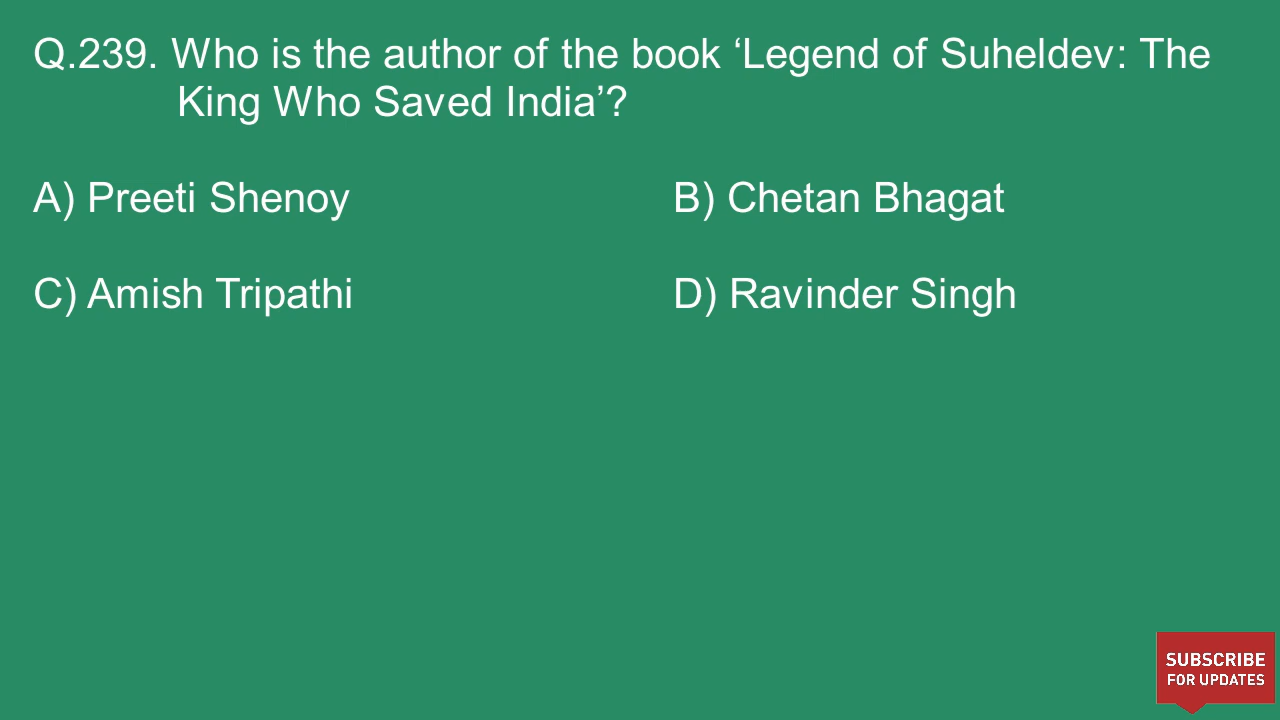 Q.239. Who is the author of the book ‘Legend of Suheldev: The
King Who Saved India’?
A) Preeti Shenoy
B) Chetan Bhagat
C) Amish Tripathi
D) Ravinder Singh
SUBSCRIBE
FOR UPDATES